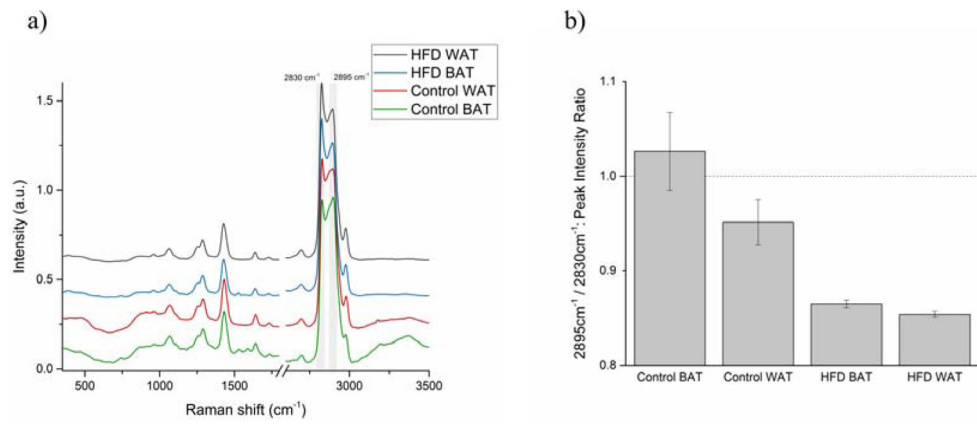 a)
2830 cm⁻¹
2895 cm⁻¹
HFD WAT
HFD BAT
Control WAT
Control BAT
1.5
1.0
0.5
0.0
Intensity (a.u.)
500
1000
1500
2500
3000
3500
Raman shift (cm⁻¹)
b)
2895cm⁻¹ / 2830cm⁻¹: Peak Intensity Ratio
1.1
1.0
0.9
0.8
Control BAT
Control WAT
HFD BAT
HFD WAT